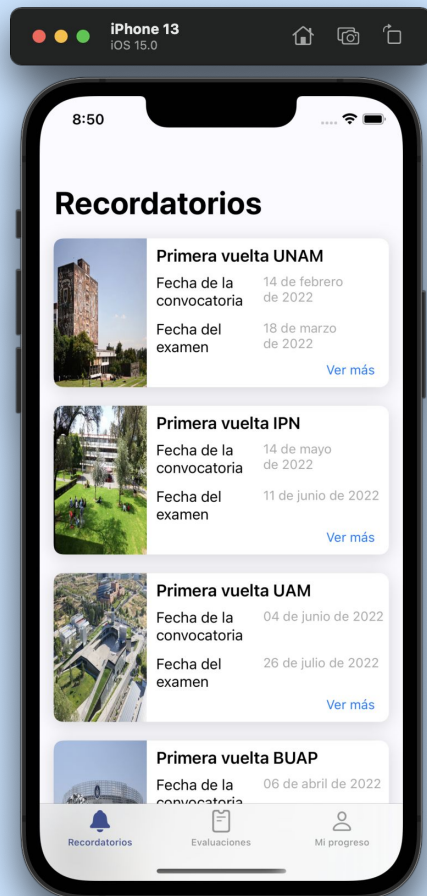 iPhone 13
iOS 15.0
8:50
Recordatorios
Primera vuelta UNAM
Fecha de la
convocatoria
14 de febrero
de 2022
Fecha del
examen
18 de marzo
de 2022
Ver más
Primera vuelta IPN
Fecha de la
convocatoria
14 de mayo
de 2022
Fecha del
examen
11 de junio de 2022
Ver más
Primera vuelta UAM
Fecha de la
convocatoria
04 de junio de 2022
Fecha del
examen
26 de julio de 2022
Ver más
Primera vuelta BUAP
Fecha de la
convocatoria
06 de abril de 2022
Recordatorios
Evaluaciones
Mi progreso